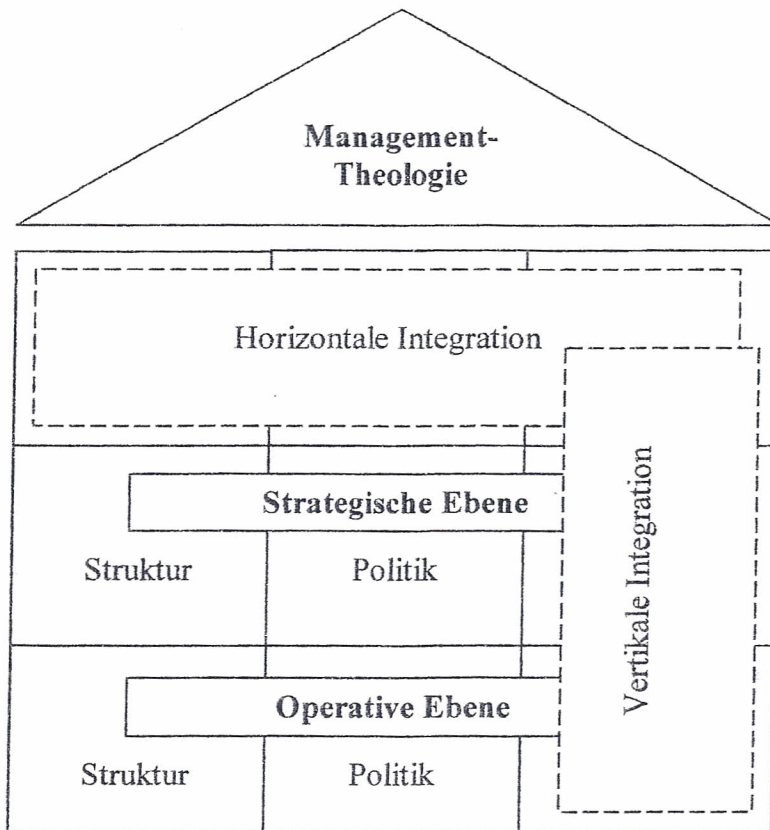 Management-
Theologie
Horizontale Integration
Strategische Ebene
Struktur Politik
Vertikale Integration
Operative Ebene
Struktur Politik